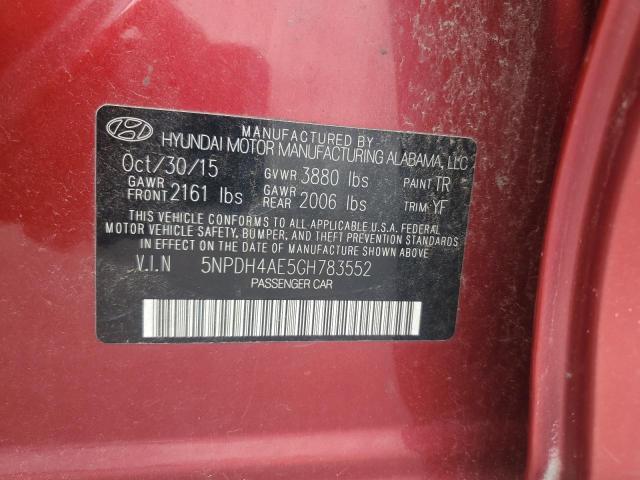 MANUFACTURED BY
HYUNDAI MOTOR MANUFACTURING ALABAMA, LLC
Oct/30/15 GVWR 3880 lbs PAINT: TR
GAWR FRONT 2161 lbs GAWR REAR 2006 lbs TRIM: YF
THIS VEHICLE CONFORMS TO ALL APPLICABLE U.S.A. FEDERAL
MOTOR VEHICLE SAFETY, BUMPER, AND THEFT PREVENTION STANDARDS
IN EFFECT ON THE DATE OF MANUFACTURE SHOWN ABOVE.
V.I.N 5NPDH4AE5GH783552
PASSENGER CAR